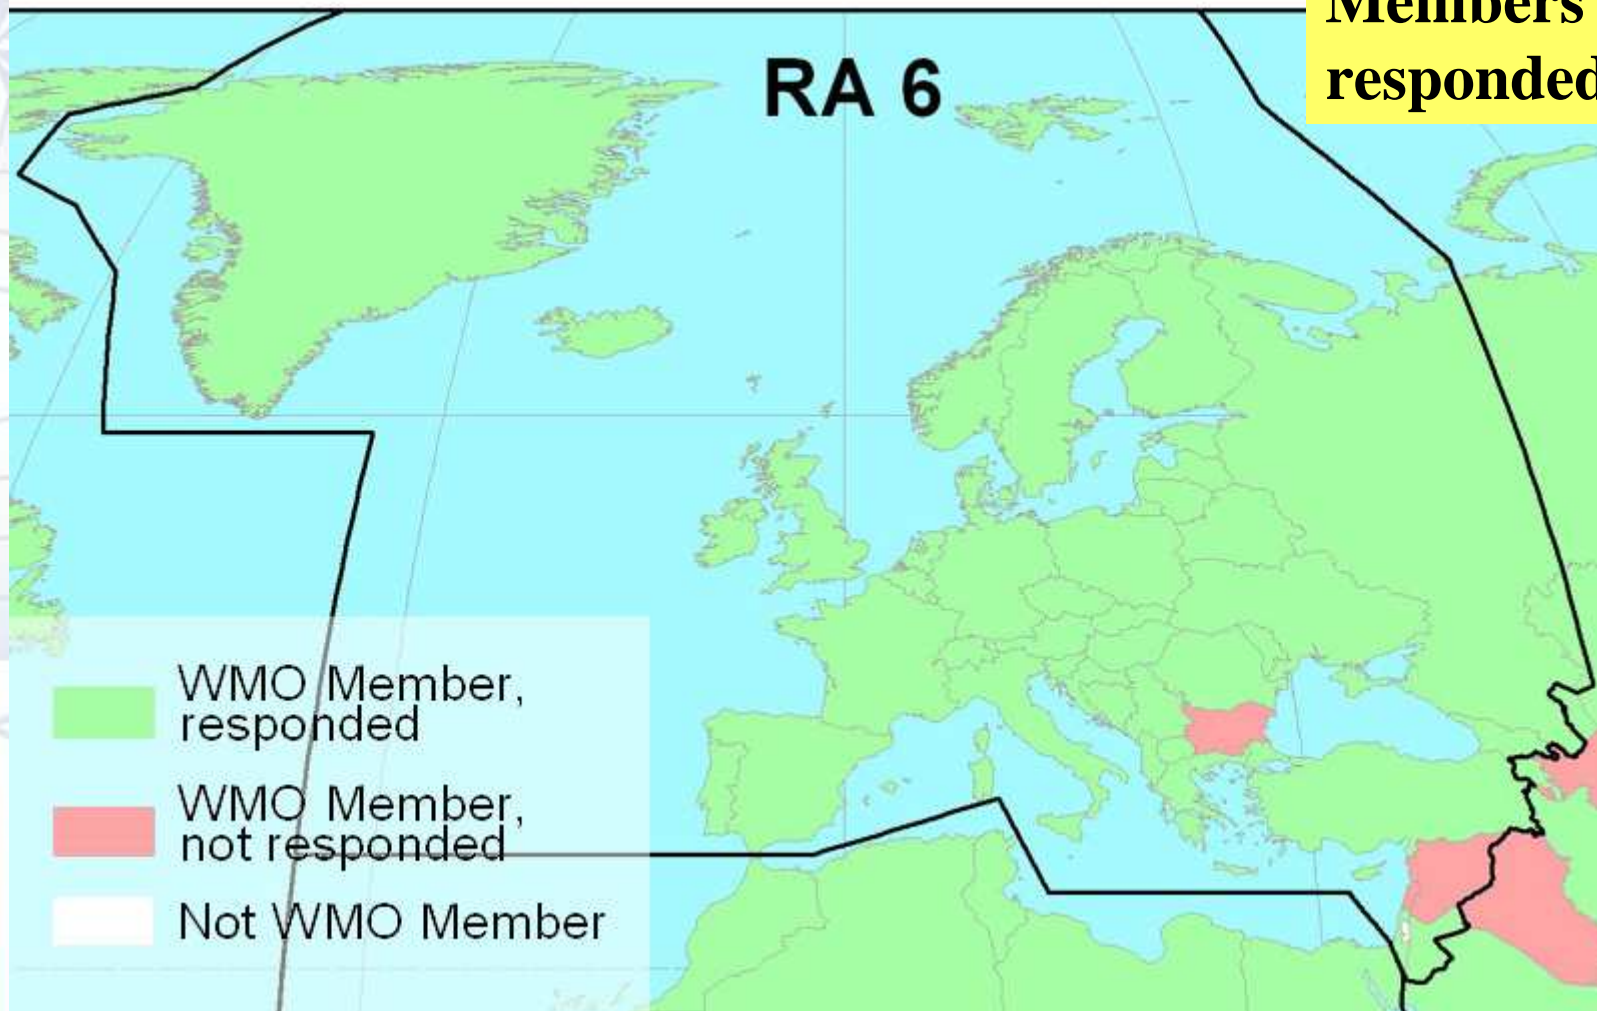 Members
responded
RA 6
WMO Member,
responded
WMO Member,
not responded
Not WMO Member